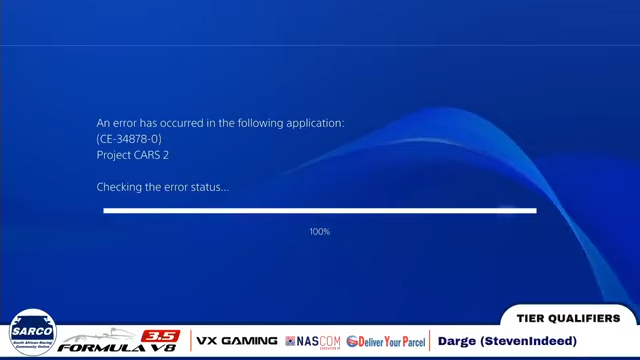 An error has occurred in the following application:
(CE-34878-0)
Project CARS 2
Checking the error status...
100%
TIER QUALIFIERS
SARCO
South African Racing
Community Online
FORMULA V8 3.5
VX GAMING
NASCOM
Deliver Your Parcel
Darge (StevenIndeed)